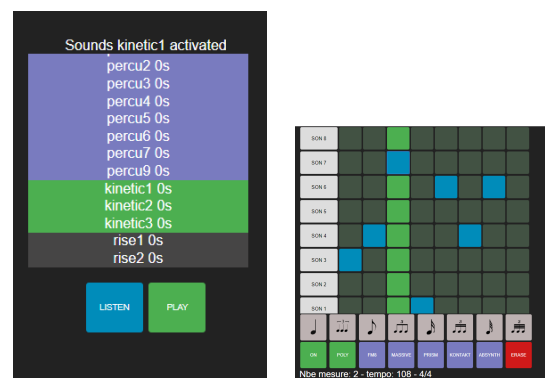 Sounds kinetic1 activated
percu2 0s
percu3 0s
percu4 0s
percu5 0s
percu6 0s
percu7 0s
percu9 0s
kinetic1 0s
kinetic2 0s
kinetic3 0s
rise1 0s
rise2 0s
LISTEN PLAY
SON 8
SON 7
SON 6
SON 5
SON 4
SON 3
SON 2
SON 1
ON POLY FM8 MASSIVE PRISM KONTAKT ABSYNTH ERASE
Nbe mesure: 2 - tempo: 108 - 4/4